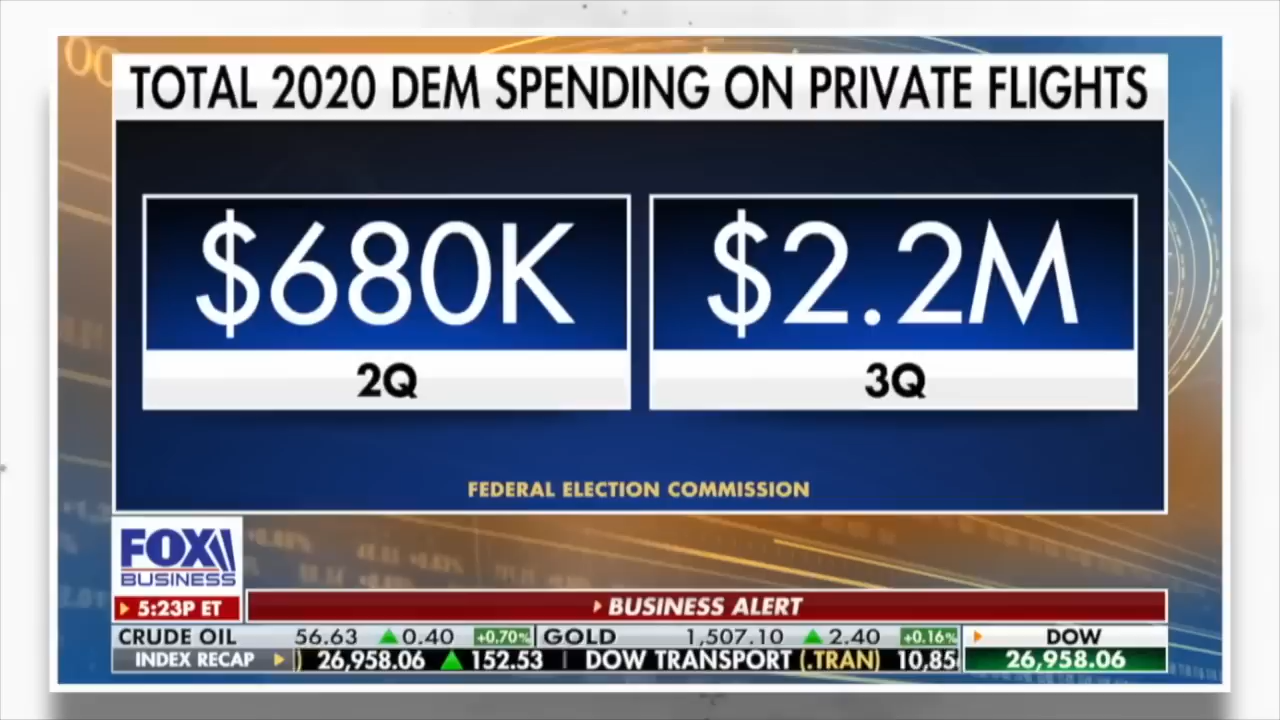 TOTAL 2020 DEM SPENDING ON PRIVATE FLIGHTS
$680K
2Q
$2.2M
3Q
FEDERAL ELECTION COMMISSION
FOX
BUSINESS
5:23P ET
BUSINESS ALERT
CRUDE OIL 56.63 ▲0.40 +0.70% GOLD 1,507.10 ▲ 2.40 +0.16%
DOW
INDEX RECAP ) 26,958.06 ▲ 152.53 DOW TRANSPORT (.TRAN) 10,85
26,958.06